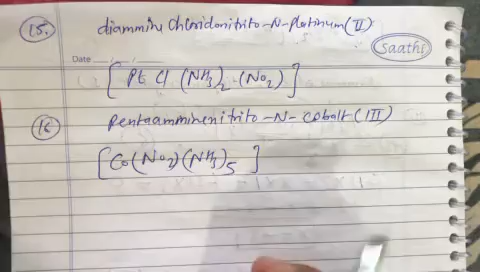 15. diammine chloridonitrito-N-platinum(II)
Saathi
Date
[Pt Cl (NH3)2 (NO2)]
16 pentaamminenitrito-N-cobalt(III)
[Co(NO2)(NH3)5]